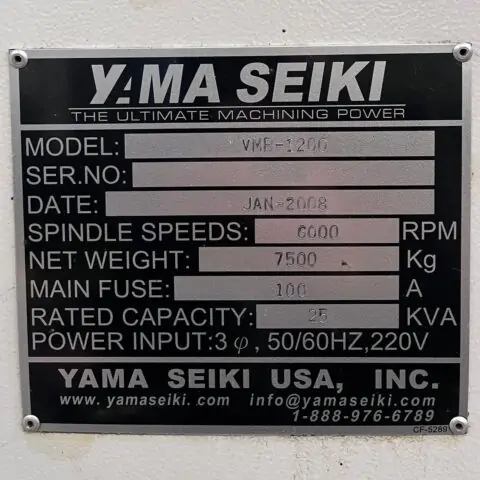 YAMA SEIKI
THE ULTIMATE MACHINING POWER
MODEL: VMB-1200
SER.NO:
DATE: JAN-2008
SPINDLE SPEEDS: 6000 RPM
NET WEIGHT: 7500 Kg
MAIN FUSE: 100 A
RATED CAPACITY: 25 KVA
POWER INPUT:3 φ, 50/60HZ,220V
YAMA SEIKI USA, INC.
www.yamaseiki.com info@yamaseiki.com
1-888-976-6789
CF-5289